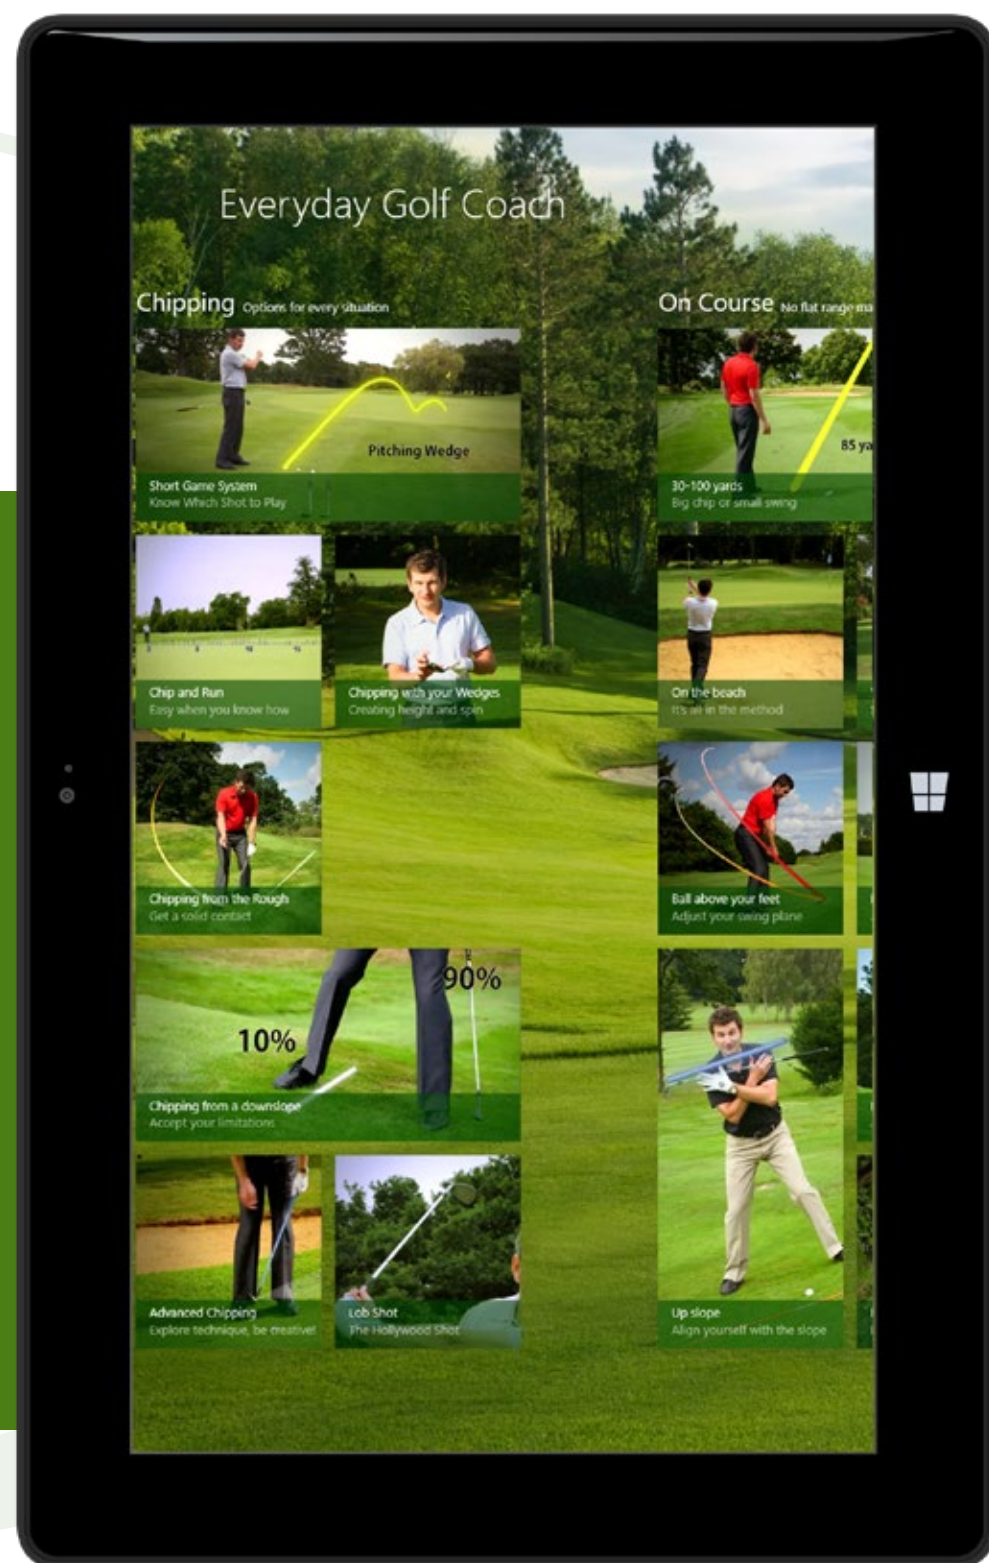 Everyday Golf Coach
Chipping Options for every situation
Pitching Wedge
Short Game System
Know Which Shot to Play
Chip and Run
Easy when you know how
Chipping with your Wedges
Creating height and spin
Chipping from the Rough
Get a solid contact
10%
90%
Chipping from a downslope
Accept your limitations
Advanced Chipping
Explore technique, be creative!
Lob Shot
The Hollywood Shot
On Course No flat range
85
30-100 yards
Big chip or small swing
On the beach
It's all in the method
Ball above your feet
Adjust your swing plane
Up slope
Align yourself with the slope